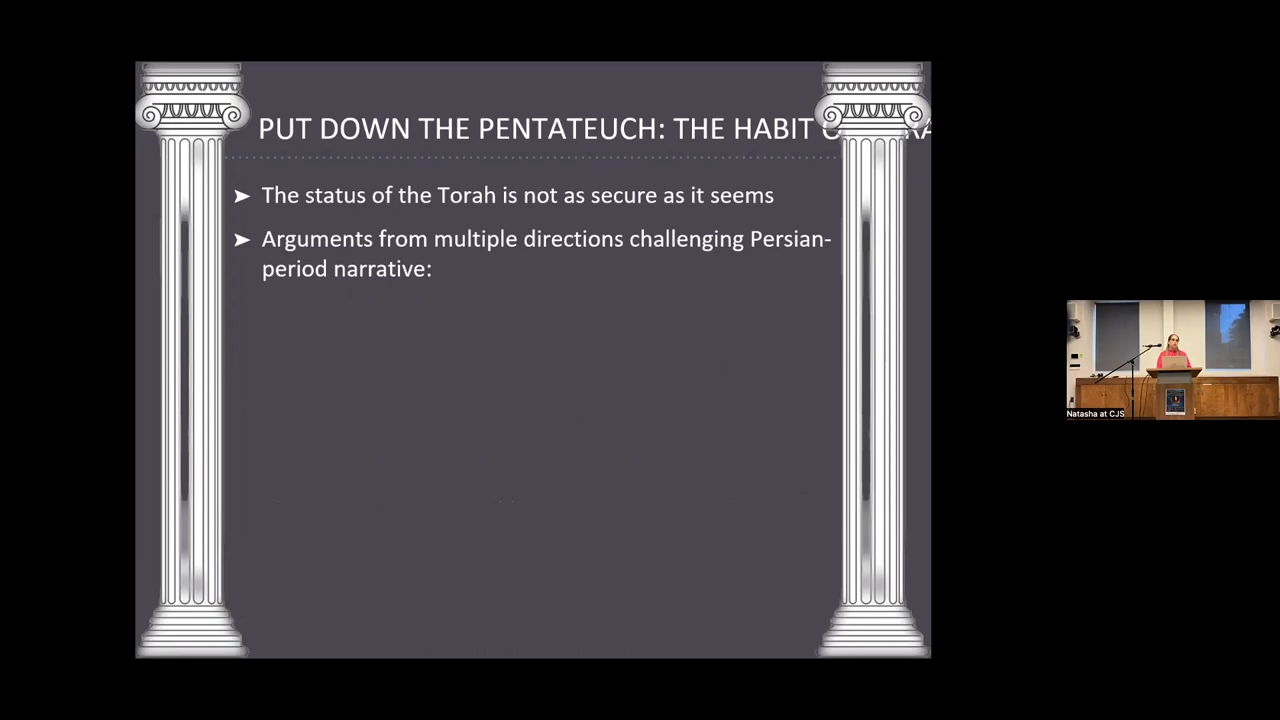 PUT DOWN THE PENTATEUCH: THE HABIT
➤ The status of the Torah is not as secure as it seems
➤ Arguments from multiple directions challenging Persian-
period narrative:
Natasha at CJS